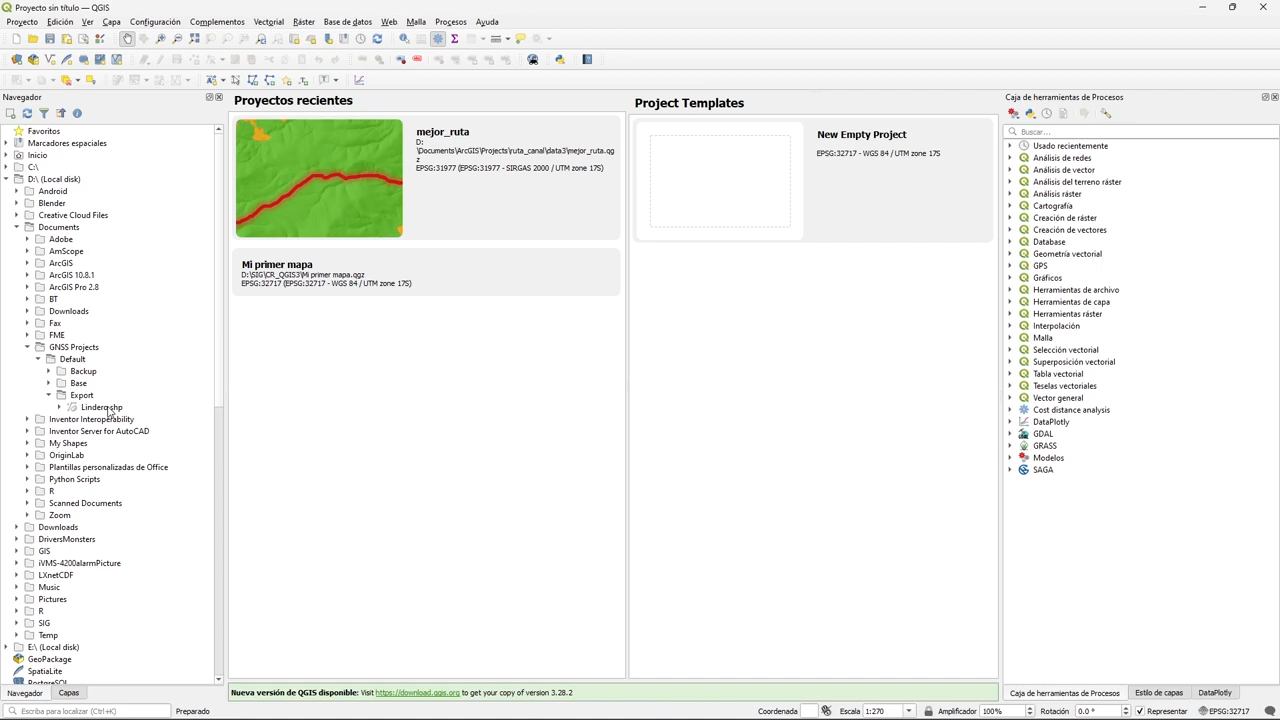 Proyecto sin título — QGIS
Proyecto Edición Ver Capa Configuración Complementos Vectorial Ráster Base de datos Web Malla Procesos Ayuda
Navegador
Favoritos
Marcadores espaciales
Inicio
C:\
D:\ (Local disk)
Android
Blender
Creative Cloud Files
Documents
Adobe
AmScope
ArcGIS
ArcGIS 10.8.1
ArcGIS Pro 2.8
BT
Downloads
Fax
FME
GNSS Projects
Default
Backup
Base
Export
Inventor Interoperability
Inventor Server for AutoCAD
My Shapes
OriginLab
Plantillas personalizadas de Office
Python Scripts
R
Scanned Documents
Zoom
Downloads
DriversMonsters
GIS
iVMS-4200alarmPicture
LXnetCDF
Music
Pictures
R
SIG
Temp
E:\ (Local disk)
GeoPackage
SpatiaLite
PostgreSQL
Navegador Capas
Proyectos recientes
mejor_ruta
D:
\Documents\ArcGIS\Projects\ruta_canal\data3\mejor_ruta.qg
z
EPSG:31977 (EPSG:31977 - SIRGAS 2000 / UTM zone 17S)
Mi primer mapa
D:\SIG\CR_QGIS3\Mi primer mapa.qgz
EPSG:32717 (EPSG:32717 - WGS 84 / UTM zone 17S)
Project Templates
New Empty Project
EPSG:32717 - WGS 84 / UTM zone 17S
Nueva versión de QGIS disponible: Visit https://download.qgis.org to get your copy of version 3.28.2
Caja de herramientas de Procesos
Buscar...
Usado recientemente
Análisis de redes
Análisis de vector
Análisis del terreno ráster
Análisis ráster
Cartografía
Creación de ráster
Creación de vectores
Database
Geometría vectorial
GPS
Gráficos
Herramientas de archivo
Herramientas de capa
Herramientas ráster
Interpolación
Malla
Selección vectorial
Superposición vectorial
Tabla vectorial
Teselas vectoriales
Vector general
Cost distance analysis
DataPlotly
GDAL
GRASS
Modelos
SAGA
Caja de herramientas de Procesos Estilo de capas DataPlotly
Escriba para localizar (Ctrl+K) Preparado Coordenada Escala 1:270 Amplificador 100% Rotación 0.0 ° Representar EPSG:32717